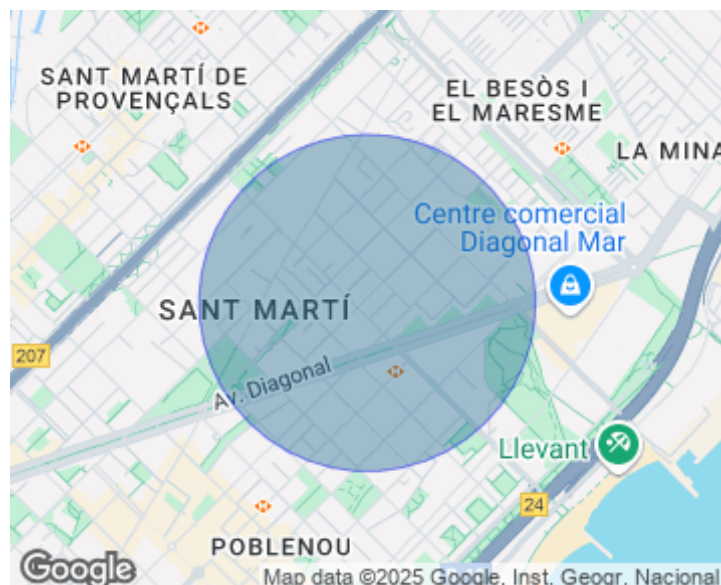 SANT MARTÍ DE
PROVENÇALS
EL BESÒS I
EL MARESME
LA MINA
Centre comercial
Diagonal Mar
SANT MARTÍ
207
Av. Diagonal
Llevant
24
POBLENOU
Google
Map data ©2025 Google, Inst. Geogr. Nacional